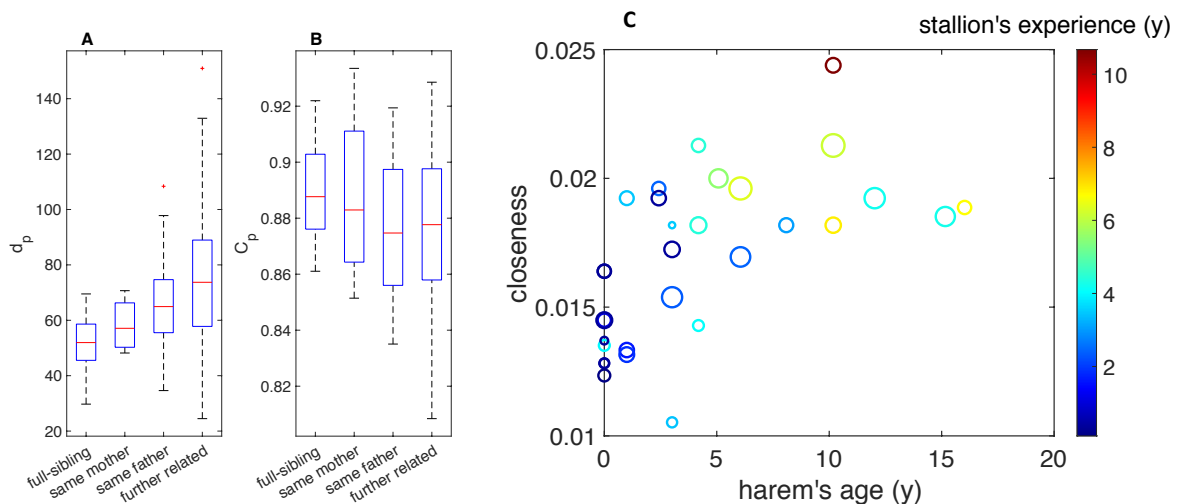 A
d_p
140
120
100
80
60
40
20
full-sibling
same mother
same father
further related
B
C_p
0.92
0.9
0.88
0.86
0.84
0.82
full-sibling
same mother
same father
further related
C
stallion's experience (y)
closeness
0.025
0.02
0.015
0.01
0 5 10 15 20
harem's age (y)
10
8
6
4
2